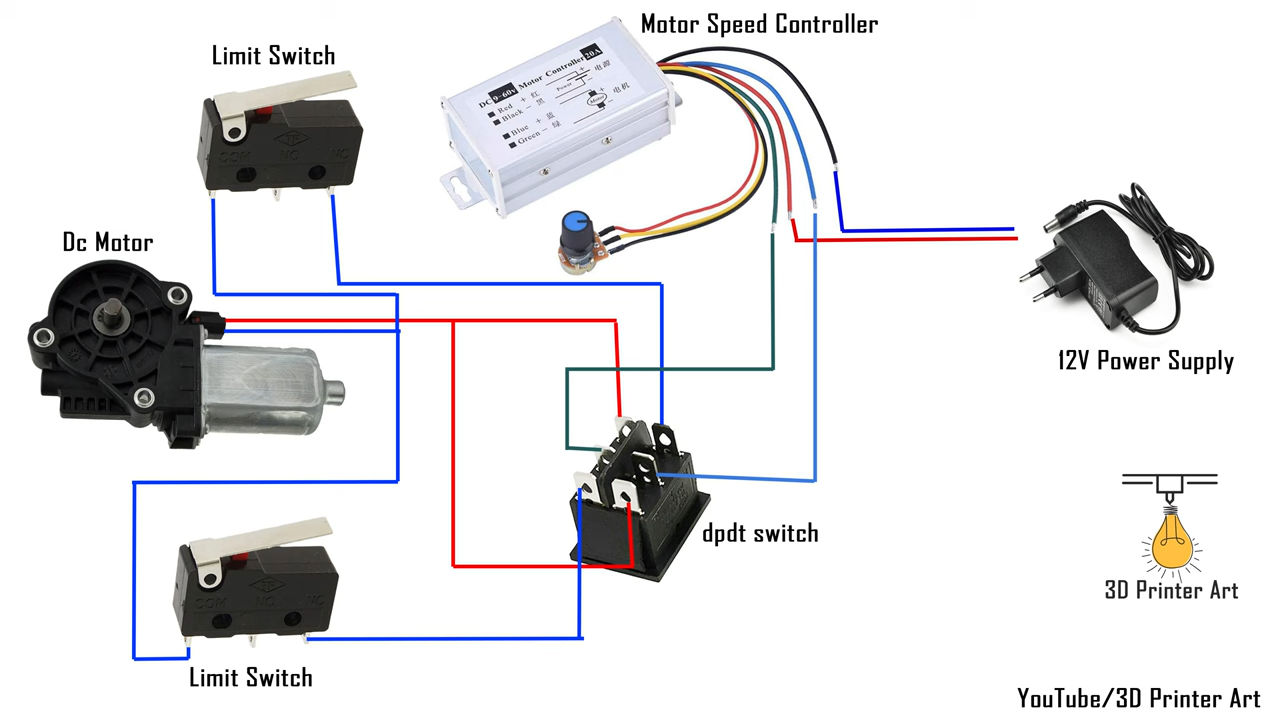 Motor Speed Controller
Limit Switch
DC 9-60v Motor Controller 20A
Red + 红
Black - 黑
Power
电源
Blue + 蓝
Green - 绿
Motor
电机
COM NO NC
Dc Motor
12V Power Supply
dpdt switch
3D Printer Art
COM NO NC
Limit Switch
YouTube/3D Printer Art